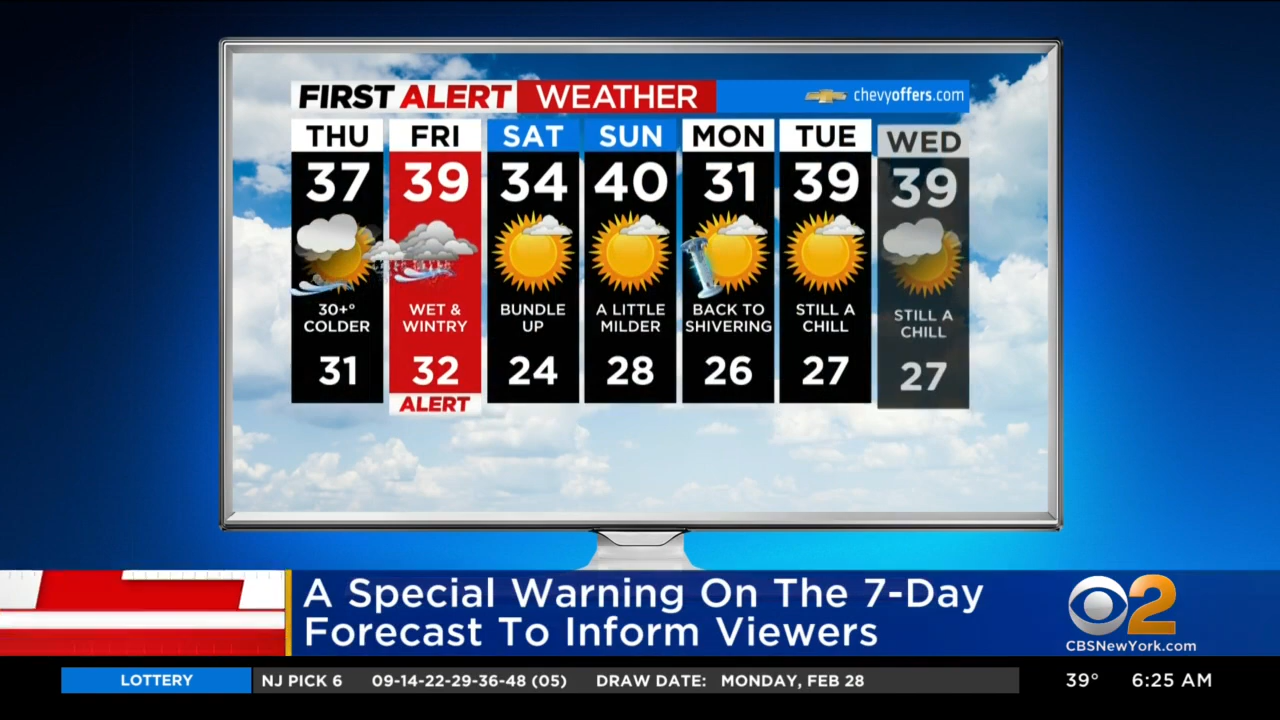 FIRST ALERT WEATHER
chevyoffers.com
THU FRI SAT SUN MON TUE WED
37 39 34 40 31 39 39
30+° COLDER
WET & WINTRY
BUNDLE UP
A LITTLE MILDER
BACK TO SHIVERING
STILL A CHILL
STILL A CHILL
31 32 24 28 26 27 27
ALERT
A Special Warning On The 7-Day
Forecast To Inform Viewers
2
CBSNewYork.com
LOTTERY NJ PICK 6 09-14-22-29-36-48 (05) DRAW DATE: MONDAY, FEB 28
39° 6:25 AM